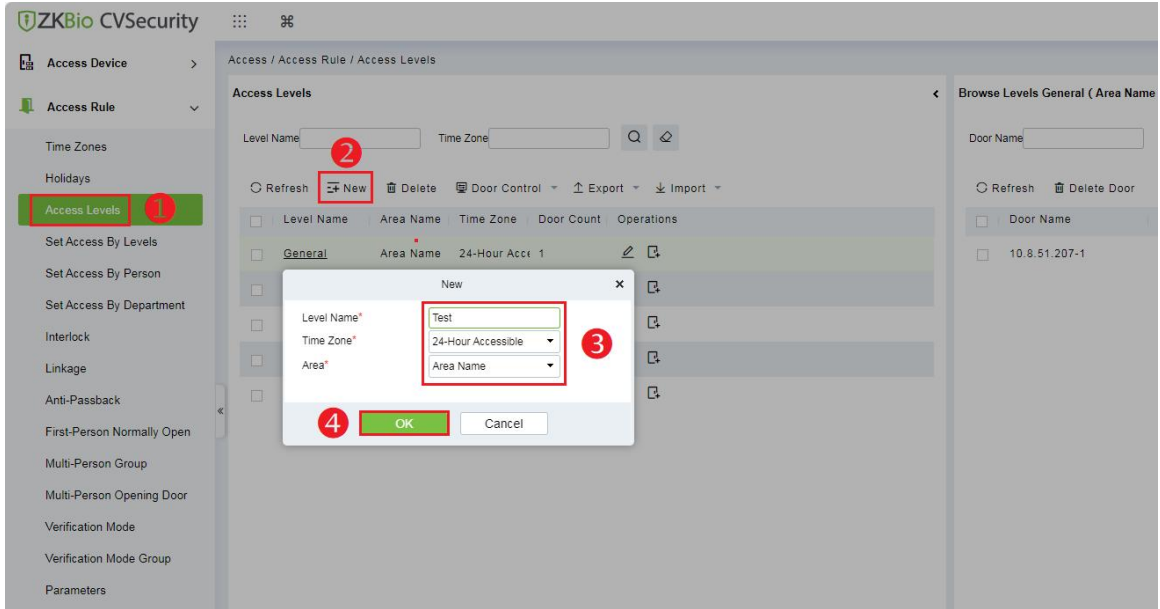 ZKBio CVSecurity
Access Device
Access Rule
Time Zones
Holidays
Access Levels
1
Set Access By Levels
Set Access By Person
Set Access By Department
Interlock
Linkage
Anti-Passback
First-Person Normally Open
Multi-Person Group
Multi-Person Opening Door
Verification Mode
Verification Mode Group
Parameters
Access / Access Rule / Access Levels
Access Levels
Level Name
Time Zone
2
Refresh New Delete Door Control Export Import
Level Name Area Name Time Zone Door Count Operations
General Area Name 24-Hour Acce 1
New
Level Name* Test
Time Zone* 24-Hour Accessible
3
Area* Area Name
4
OK Cancel
Browse Levels General ( Area Name
Door Name
Refresh Delete Door
Door Name
10.8.51.207-1